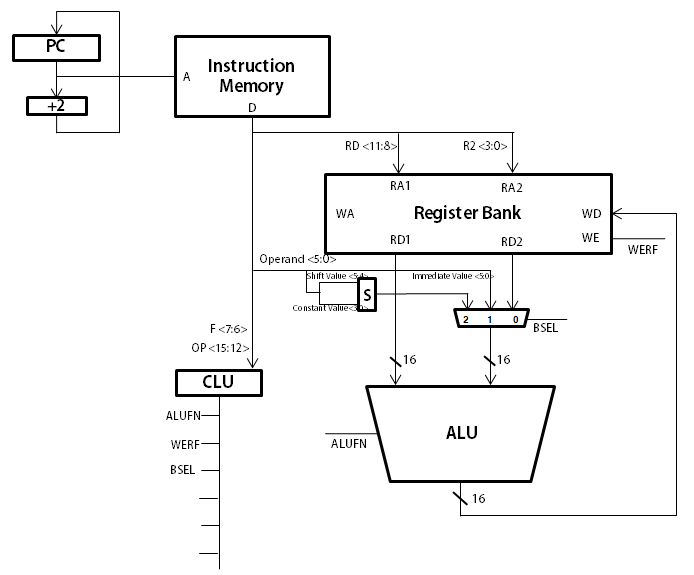 PC
+2
Instruction
Memory
A
D
RD <11:8>
R2 <3:0>
RA1
RA2
WA
Register Bank
WD
RD1
RD2
WE
WERF
Operand <5:0>
Shift Value <5:4>
Immediate Value <5:0>
S
Constant Value<3:0>
2 1 0
BSEL
F <7:6>
OP <15:12>
16
16
CLU
ALUFN
WERF
BSEL
ALU
ALUFN
16